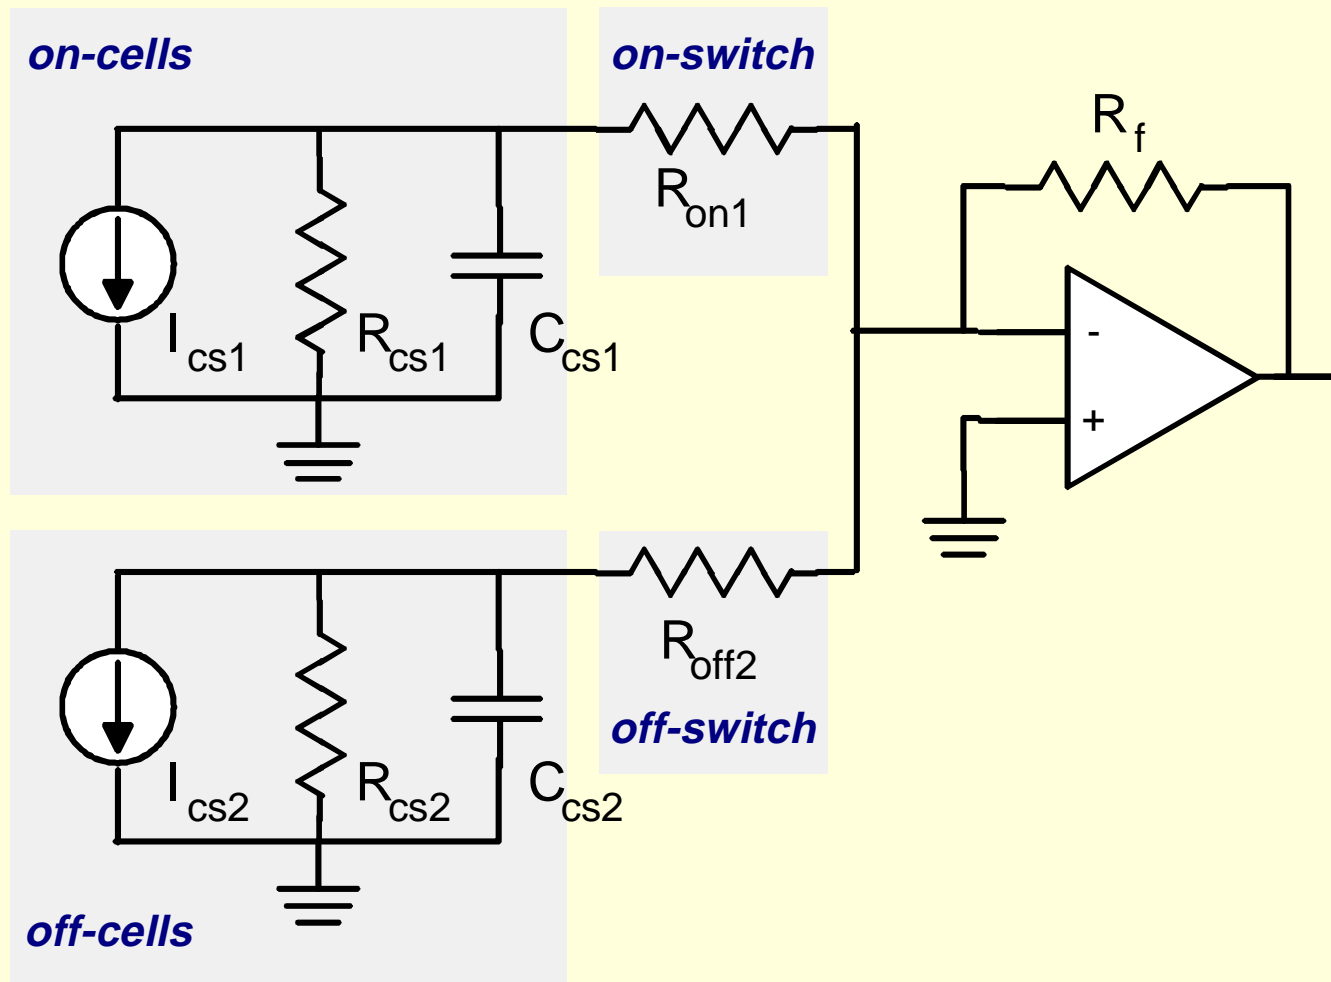 on-cells
on-switch
Rf
Ron1
Ics1
Rcs1
Ccs1
-
+
Roff2
off-switch
Ics2
Rcs2
Ccs2
off-cells